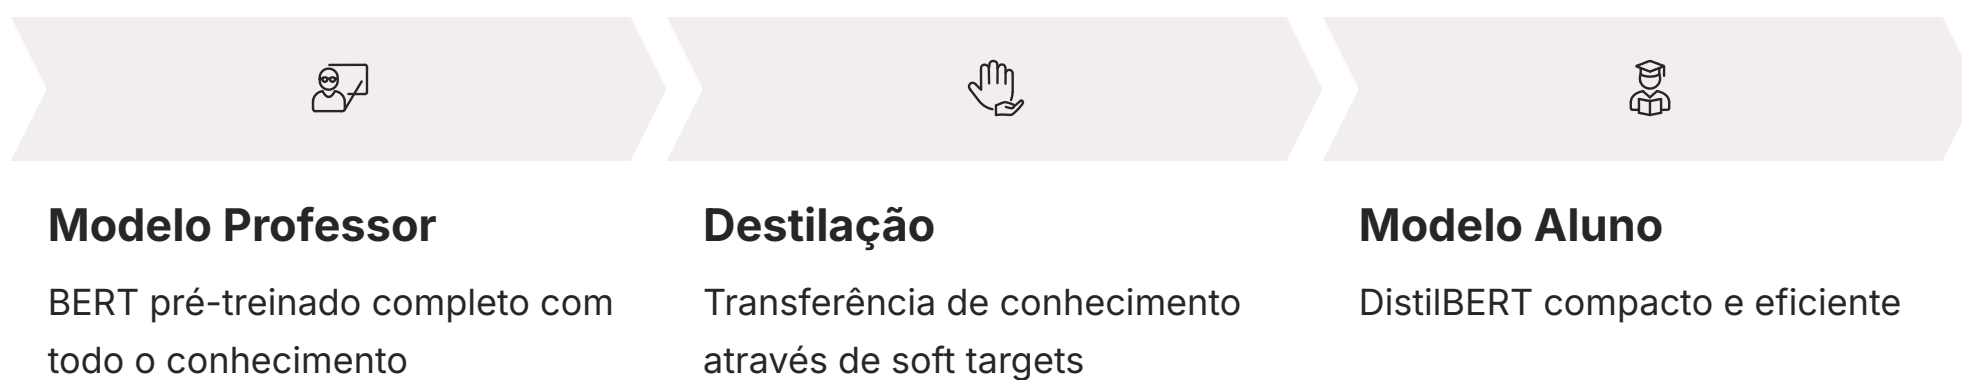 Modelo Professor
BERT pré-treinado completo com
todo o conhecimento
Destilação
Transferência de conhecimento
através de soft targets
Modelo Aluno
DistilBERT compacto e eficiente